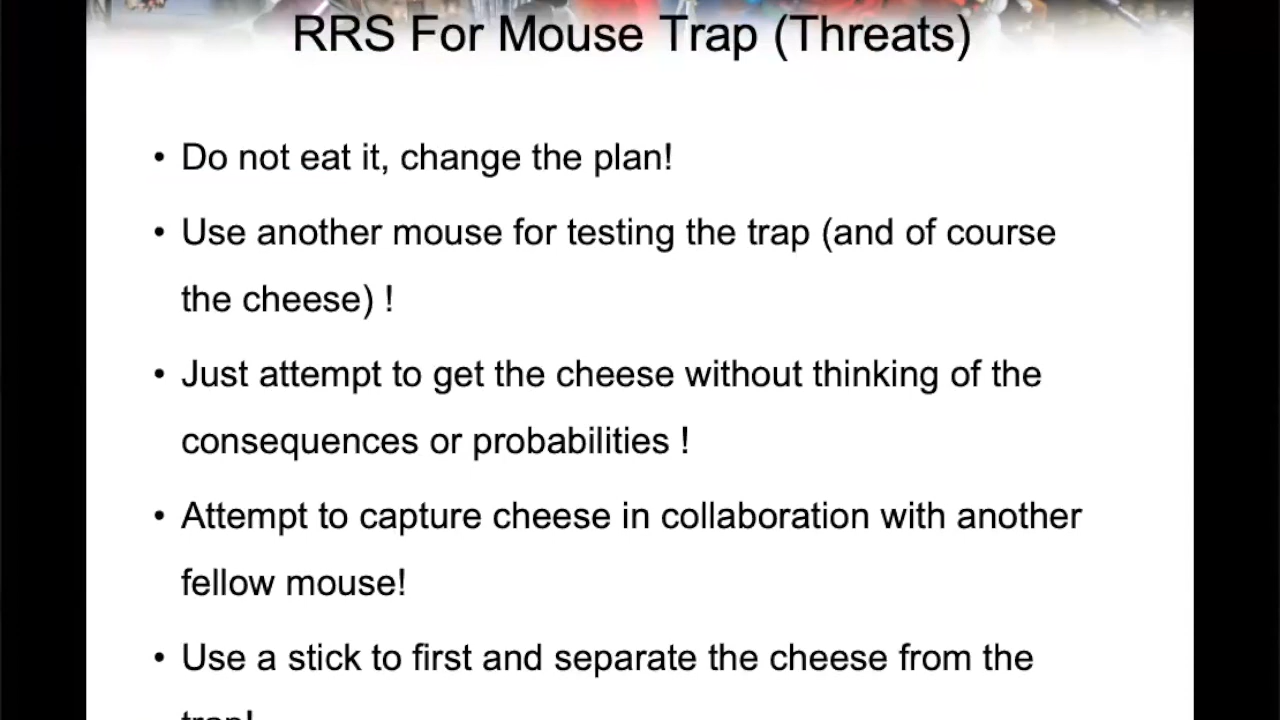 RRS For Mouse Trap (Threats)
• Do not eat it, change the plan!
• Use another mouse for testing the trap (and of course
the cheese) !
• Just attempt to get the cheese without thinking of the
consequences or probabilities !
• Attempt to capture cheese in collaboration with another
fellow mouse!
• Use a stick to first and separate the cheese from the
trap!